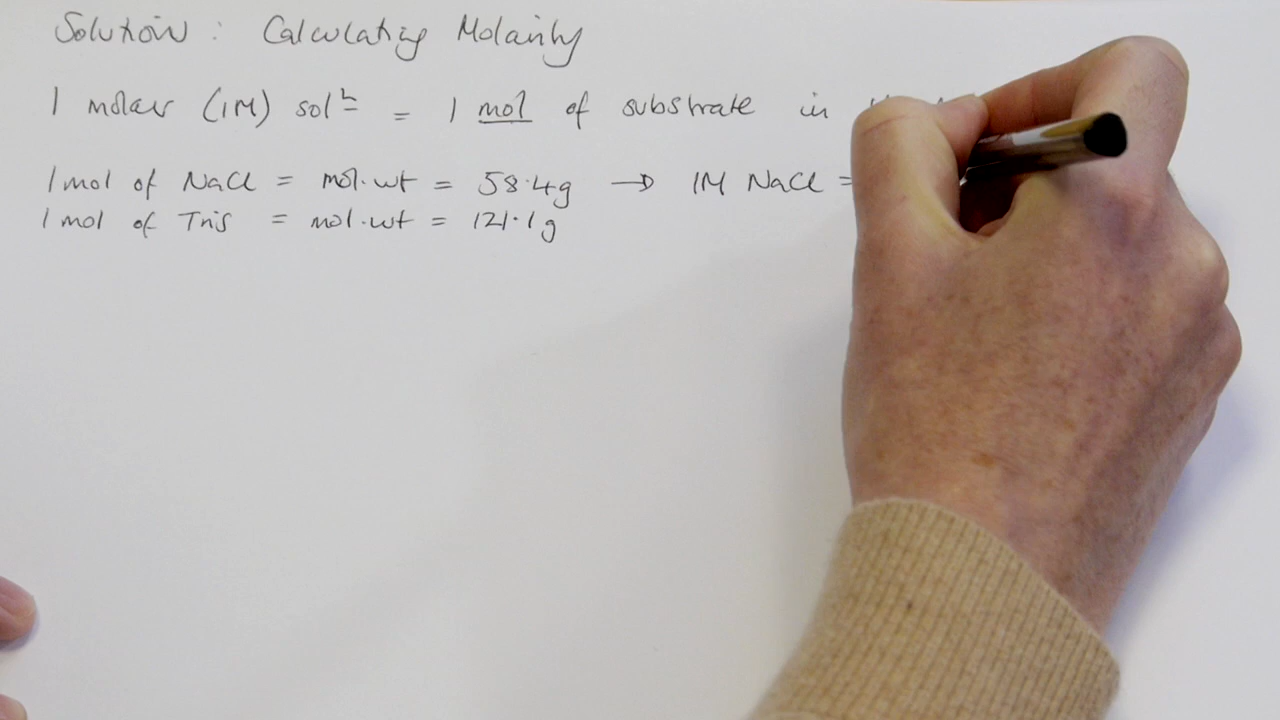 Solution : Calculating Molarity
1 molar (1M) solⁿ = 1 mol of substrate in
1 mol of NaCl = mol.wt = 58.4g → 1M NaCl =
1 mol of Tris = mol.wt = 121.1g